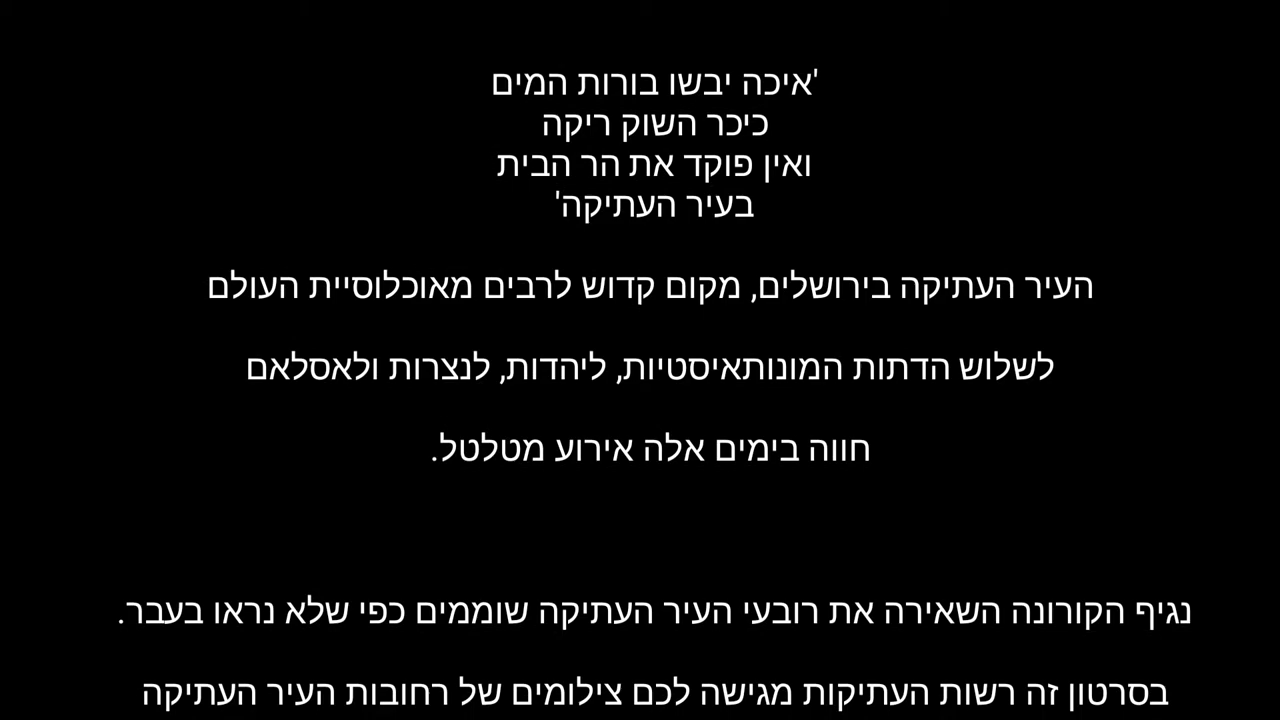 'איכה יבשו בורות המים
כיכר השוק ריקה
ואין פוקד את הר הבית
בעיר העתיקה'
העיר העתיקה בירושלים, מקום קדוש לרבים מאוכלוסיית העולם
לשלוש הדתות המונותאיסטיות, ליהדות, לנצרות ולאסלאם
חווה בימים אלה אירוע מטלטל.
נגיף הקורונה השאירה את רובעי העיר העתיקה שוממים כפי שלא נראו בעבר.
בסרטון זה רשות העתיקות מגישה לכם צילומים של רחובות העיר העתיקה